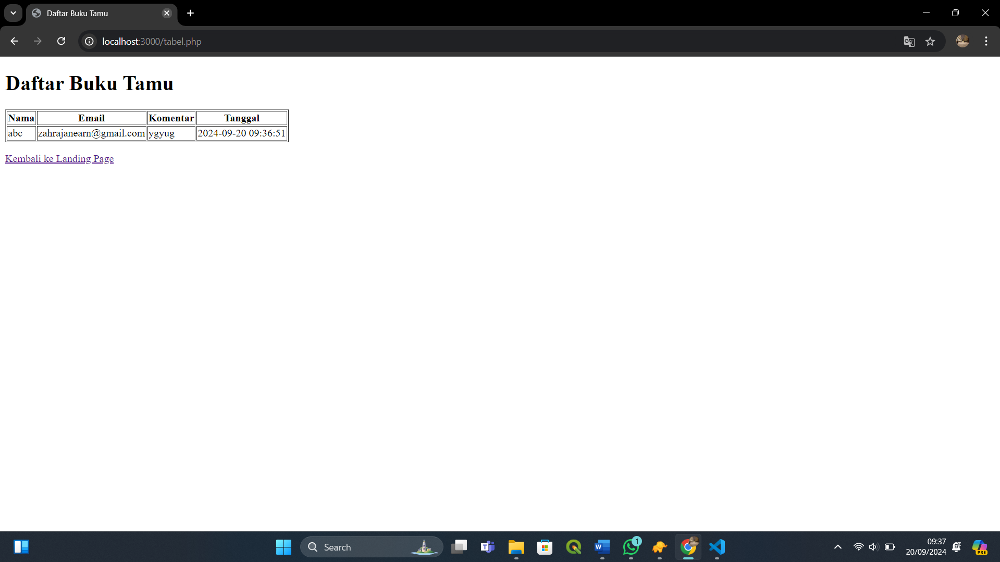 Daftar Buku Tamu
localhost:3000/tabel.php
Daftar Buku Tamu
Nama Email Komentar Tanggal
abc zahrajanearn@gmail.com ygyug 2024-09-20 09:36:51
Kembali ke Landing Page
Search
1
09:37
20/09/2024
PRE